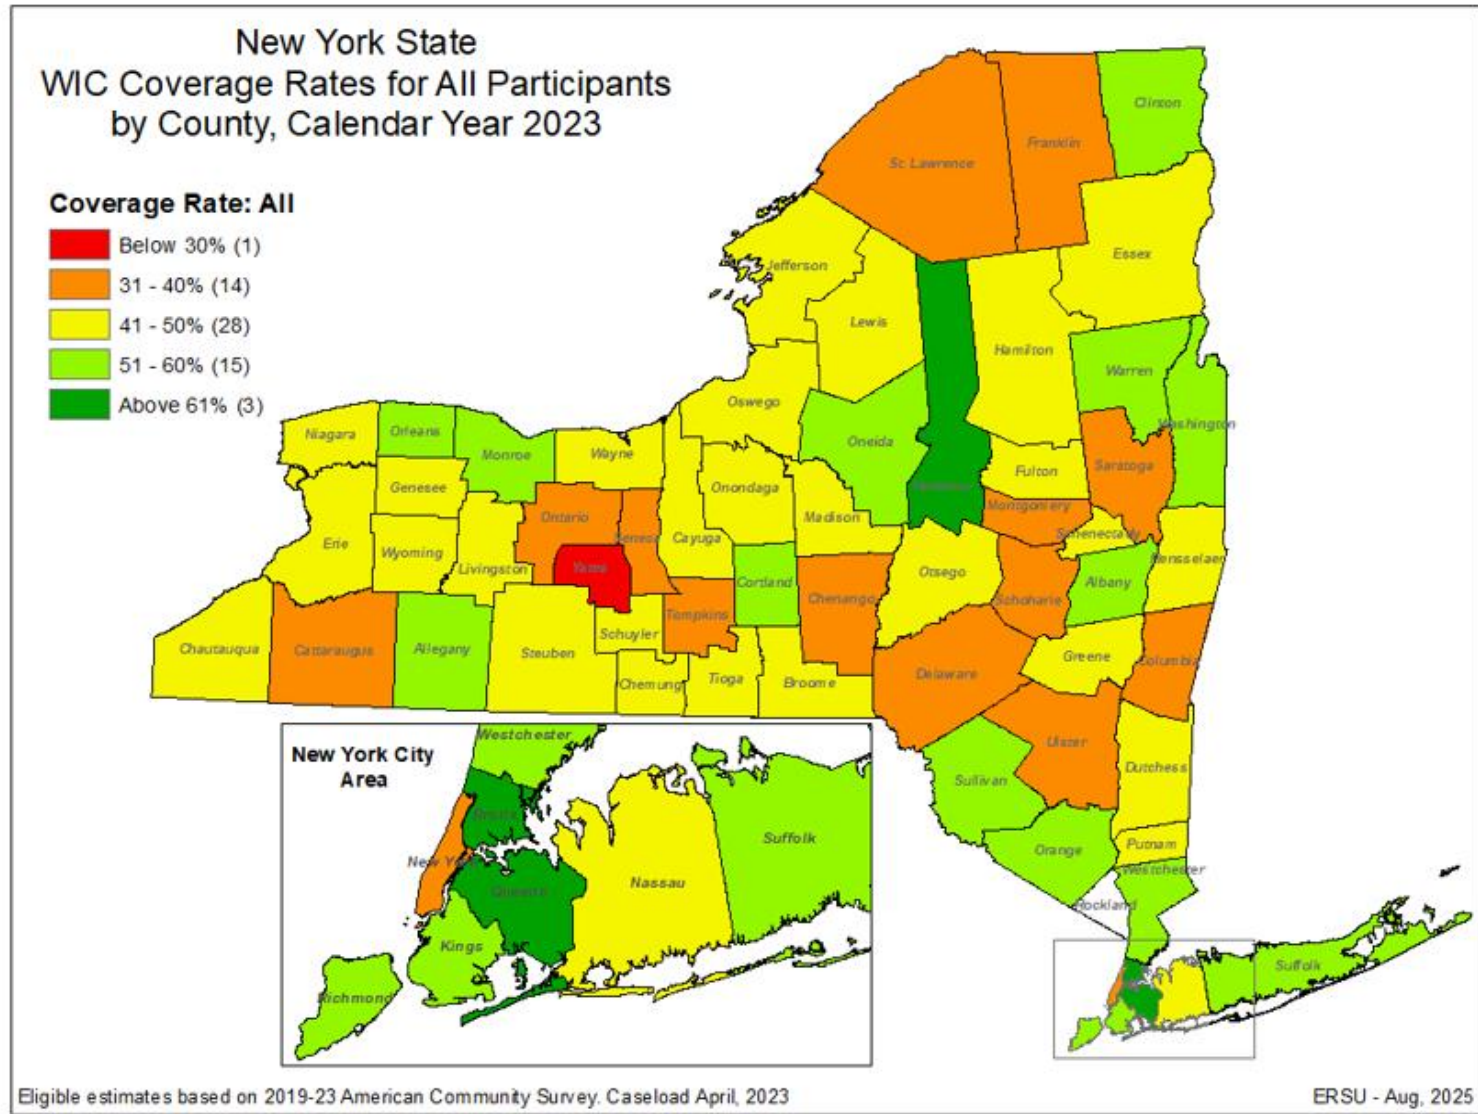 New York State
WIC Coverage Rates for All Participants
by County, Calendar Year 2023
Coverage Rate: All
Below 30% (1)
31 - 40% (14)
41 - 50% (28)
51 - 60% (15)
Above 61% (3)
Clinton
Franklin
St. Lawrence
Essex
Jefferson
Lewis
Hamilton
Warren
Washington
Oswego
Oneida
Herkimer
Fulton
Saratoga
Niagara
Orleans
Monroe
Wayne
Genesee
Onondaga
Madison
Montgomery
Schenectady
Ontario
Seneca
Cayuga
Erie
Wyoming
Livingston
Yates
Otsego
Schoharie
Albany
Rensselaer
Cortland
Chenango
Tompkins
Chautauqua
Cattaraugus
Allegany
Steuben
Schuyler
Chemung
Tioga
Broome
Delaware
Greene
Columbia
Ulster
Dutchess
Sullivan
Orange
Putnam
Westchester
Rockland
Suffolk
New York City
Area
Westchester
Bronx
New York
Queens
Nassau
Suffolk
Kings
Richmond
Eligible estimates based on 2019-23 American Community Survey. Caseload April, 2023
ERSU - Aug, 2025